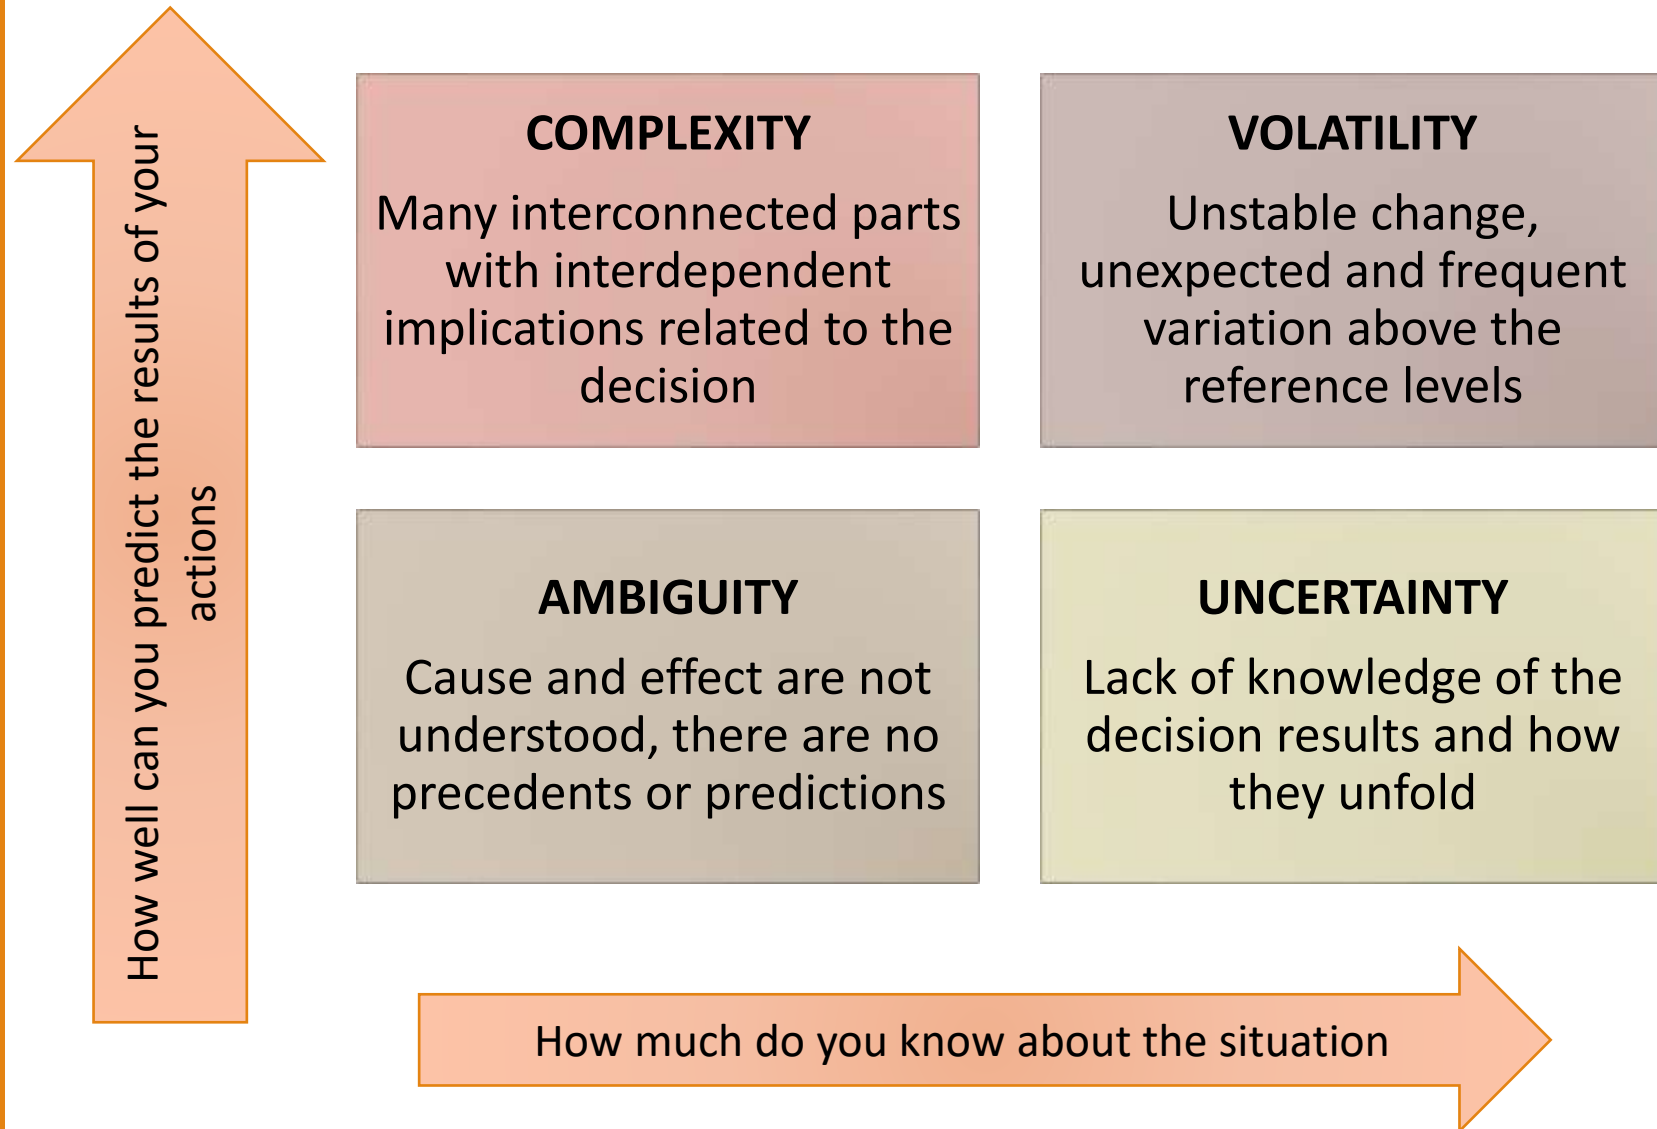 How well can you predict the results of your
actions
COMPLEXITY
Many interconnected parts
with interdependent
implications related to the
decision
VOLATILITY
Unstable change,
unexpected and frequent
variation above the
reference levels
AMBIGUITY
Cause and effect are not
understood, there are no
precedents or predictions
UNCERTAINTY
Lack of knowledge of the
decision results and how
they unfold
How much do you know about the situation